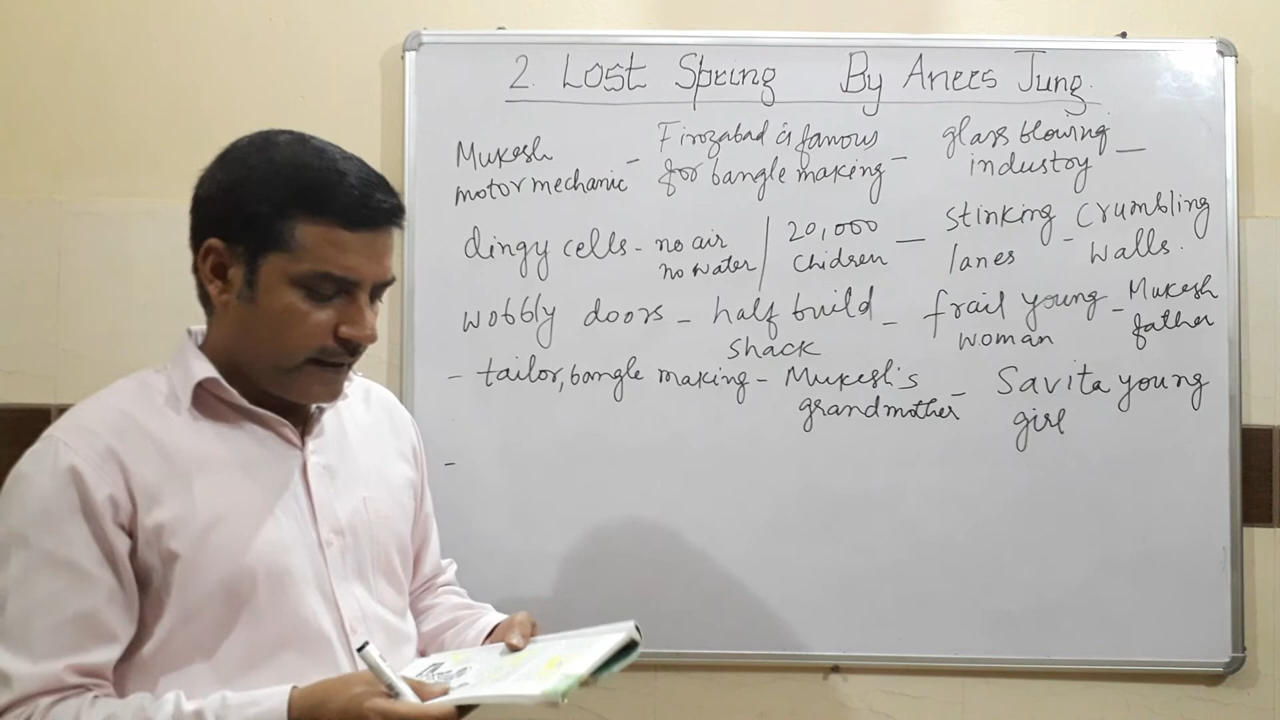 2. Lost Spring By Anees Jung.
Mukesh motor mechanic - Firozabad is famous for bangle making - glass blowing industry -
dingy cells - no air no water / 20,000 Chidren - stinking lanes - Crumbling walls.
wobbly doors - half build shack - frail young woman - Mukesh father
- tailor, bangle making - Mukesh's grandmother - Savita young girl
-